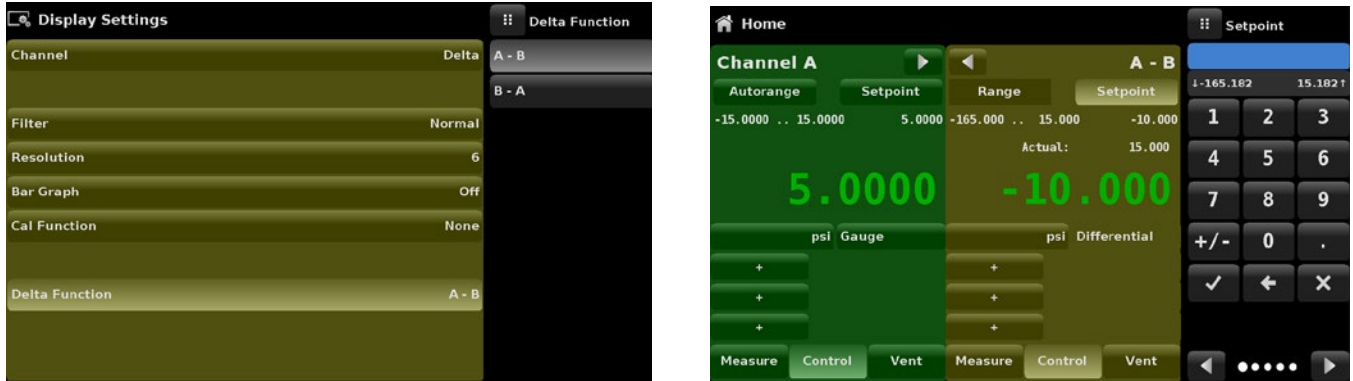 Display Settings
Delta Function
Channel Delta
A - B
B - A
Filter Normal
Resolution 6
Bar Graph Off
Cal Function None
Delta Function A - B
Home
Setpoint
Channel A
A - B
Autorange Setpoint Range Setpoint
-15.0000 .. 15.0000 5.0000 -165.000 .. 15.000 -10.000
Actual: 15.000
5.0000 -10.000
psi Gauge psi Differential
+ +
+ +
+ +
Measure Control Vent Measure Control Vent
↓-165.182 15.182↑
1 2 3
4 5 6
7 8 9
+/- 0 .